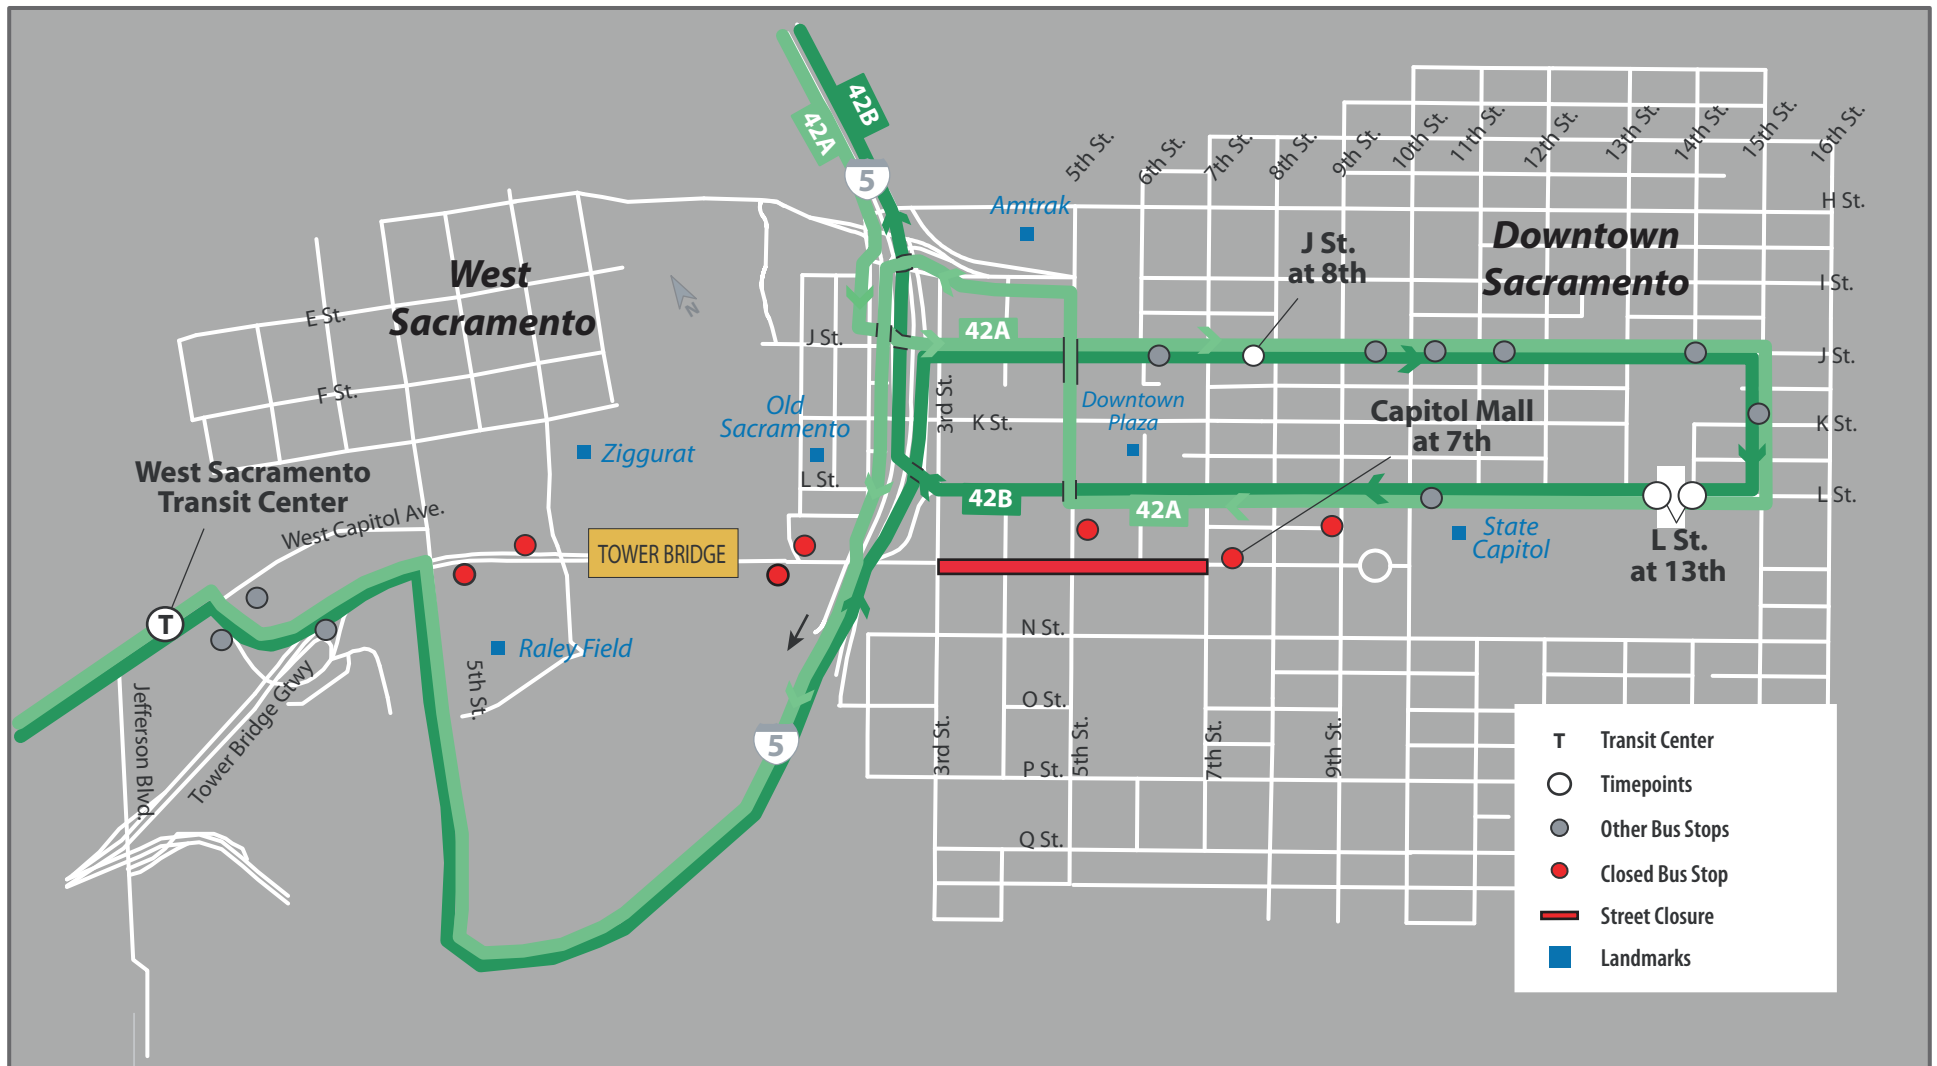 42B
42A
5
5th St.
6th St.
7th St.
8th St.
9th St.
10th St.
11th St.
12th St.
13th St.
14th St.
15th St.
16th St.
H St.
Amtrak
West
Sacramento
N
J St.
at 8th
Downtown
Sacramento
I St.
E St.
J St.
42A
J St.
F St.
3rd St.
Old
Sacramento
K St.
Downtown
Plaza
Capitol Mall
at 7th
K St.
Ziggurat
West Sacramento
Transit Center
L St.
42B
42A
L St.
West Capitol Ave.
TOWER BRIDGE
State
Capitol
L St.
at 13th
T
N St.
Raley Field
5th St.
Jefferson Blvd.
Tower Bridge Gtwy
O St.
5
3rd St.
5th St.
7th St.
9th St.
P St.
Q St.
T Transit Center
Timepoints
Other Bus Stops
Closed Bus Stop
Street Closure
Landmarks